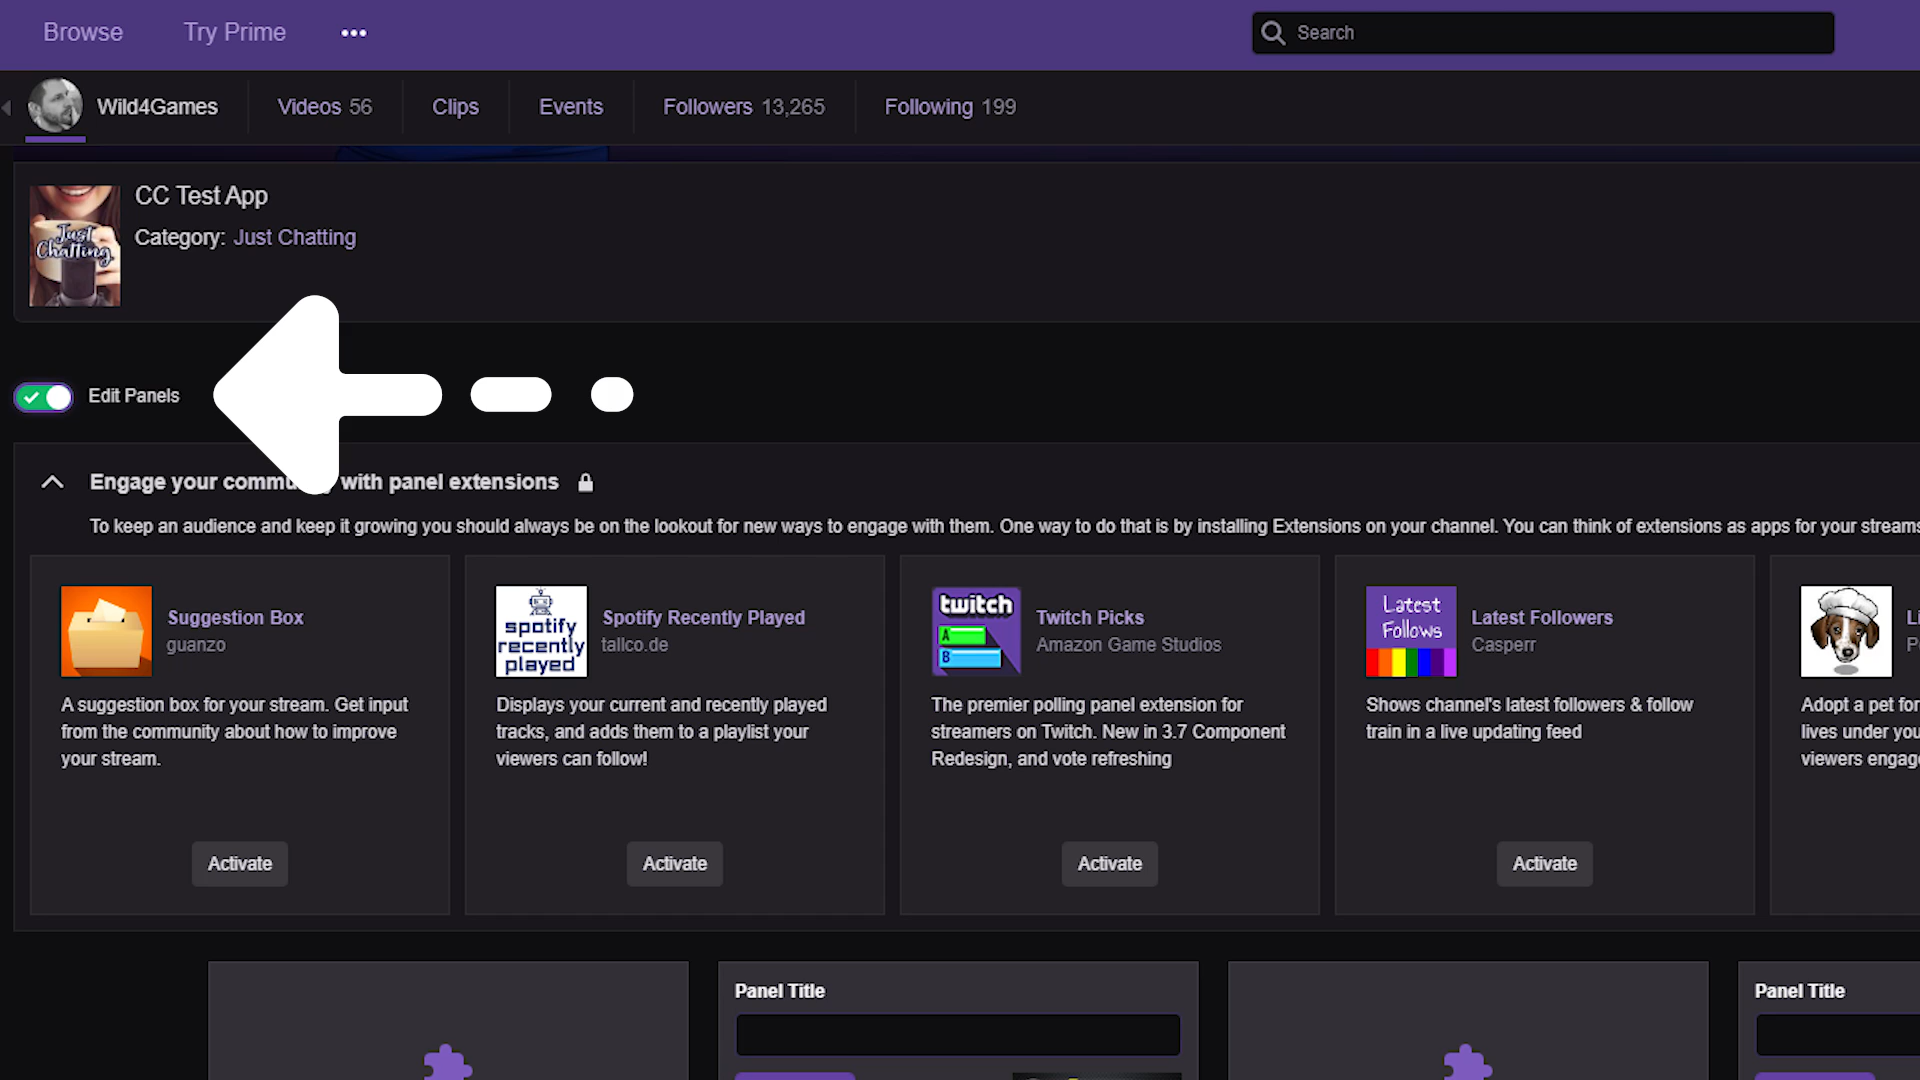 Browse Try Prime Search
Wild4Games Videos 56 Clips Events Followers 13,265 Following 199
CC Test App
Category: Just Chatting
Just
Chatting
Edit Panels
Engage your with panel extensions
To keep an audience and keep it growing you should always be on the lookout for new ways to engage with them. One way to do that is by installing Extensions on your channel. You can think of extensions as apps for your streams
Suggestion Box
guanzo
A suggestion box for your stream. Get input
from the community about how to improve
your stream.
Activate
spotify
recently
played
Spotify Recently Played
tallco.de
Displays your current and recently played
tracks, and adds them to a playlist your
viewers can follow!
Activate
twitch
A
B
Twitch Picks
Amazon Game Studios
The premier polling panel extension for
streamers on Twitch. New in 3.7 Component
Redesign, and vote refreshing
Activate
Latest
Follows
Latest Followers
Casperr
Shows channel's latest followers & follow
train in a live updating feed
Activate
Adopt a pet for
lives under you
viewers engag
Panel Title
Panel Title